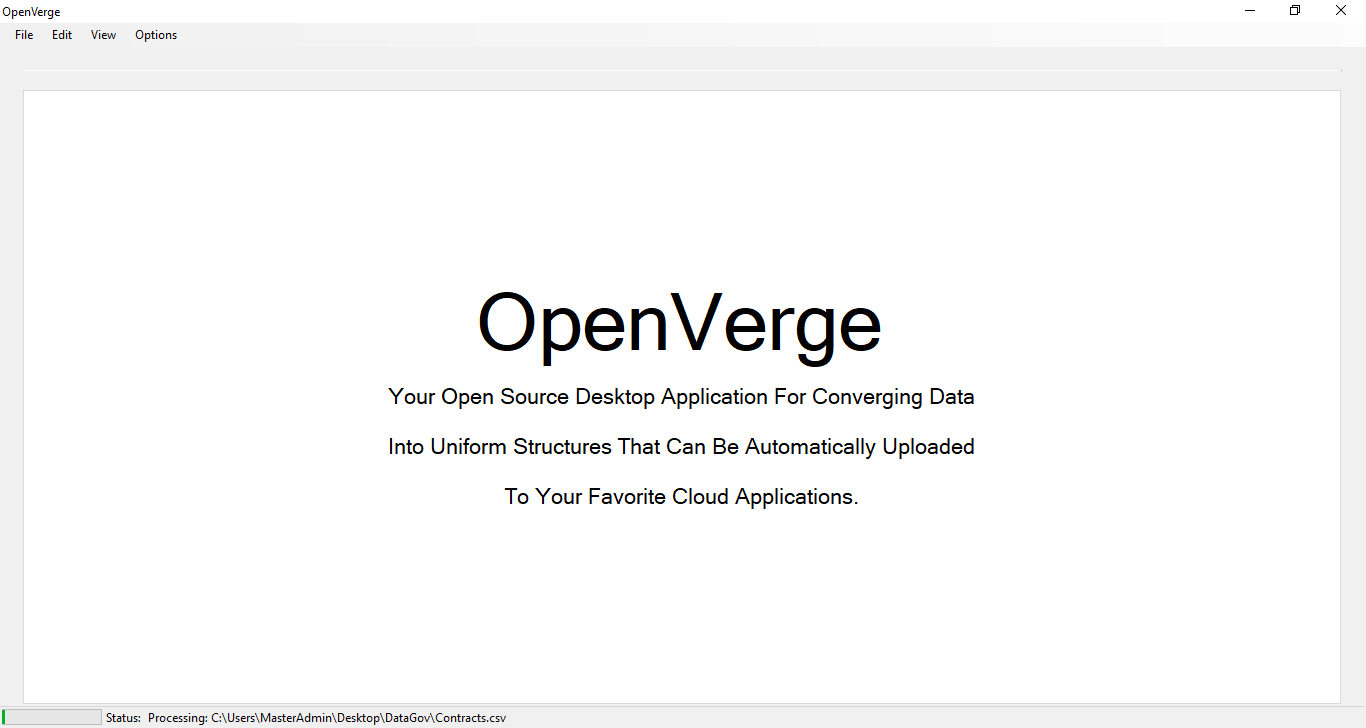 OpenVerge
File Edit View Options
OpenVerge
Your Open Source Desktop Application For Converging Data
Into Uniform Structures That Can Be Automatically Uploaded
To Your Favorite Cloud Applications.
Status: Processing: C:\Users\MasterAdmin\Desktop\DataGov\Contracts.csv